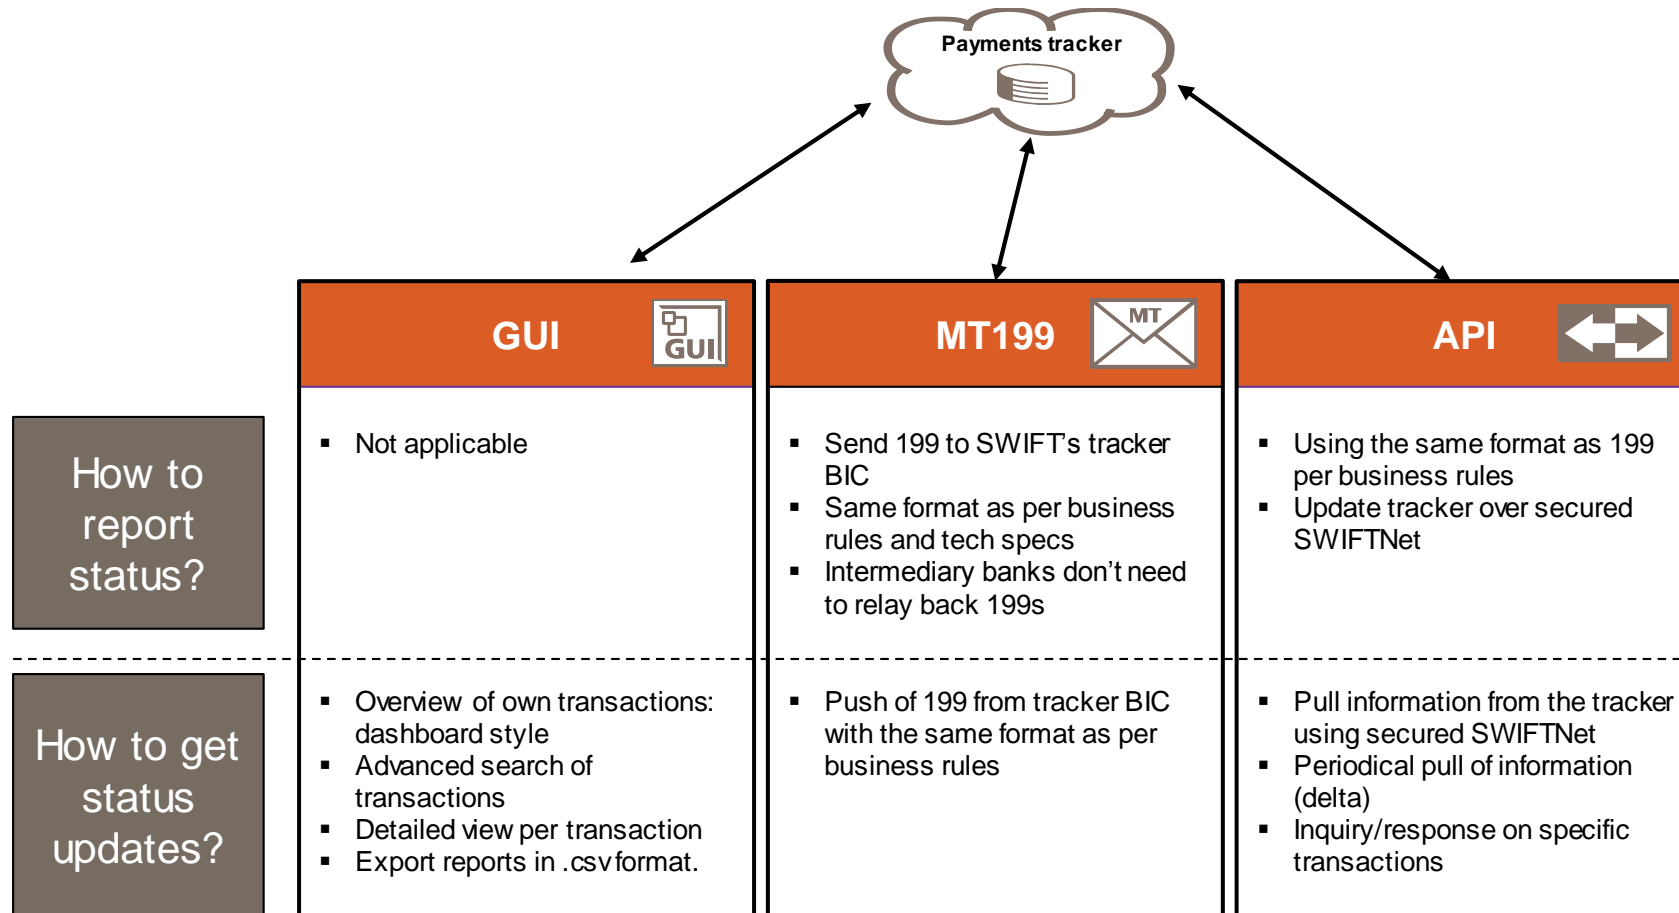 Payments tracker
GUI
GUI
MT199
MT
API
How to
report
status?
▪ Not applicable
▪ Send 199 to SWIFT's tracker
BIC
▪ Same format as per business
rules and tech specs
▪ Intermediary banks don't need
to relay back 199s
▪ Using the same format as 199
per business rules
▪ Update tracker over secured
SWIFTNet
How to get
status
updates?
▪ Overview of own transactions:
dashboard style
▪ Advanced search of
transactions
▪ Detailed view per transaction
▪ Export reports in .csv format.
▪ Push of 199 from tracker BIC
with the same format as per
business rules
▪ Pull information from the tracker
using secured SWIFTNet
▪ Periodical pull of information
(delta)
▪ Inquiry/response on specific
transactions